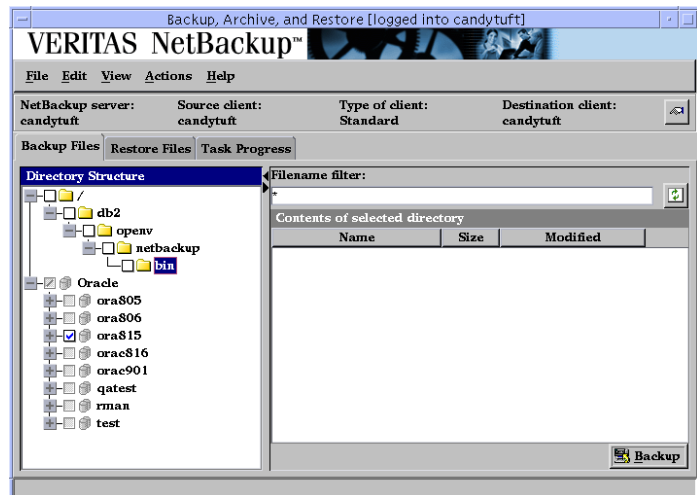 Backup, Archive, and Restore [logged into candytuft]
VERITAS NetBackup™
File Edit View Actions Help
NetBackup server: Source client: Type of client: Destination client:
candytuft candytuft Standard candytuft
Backup Files Restore Files Task Progress
Directory Structure
/
db2
openv
netbackup
bin
Oracle
ora805
ora806
ora815
orac816
orac901
qatest
rman
test
Filename filter:
*
Contents of selected directory
Name Size Modified
Backup